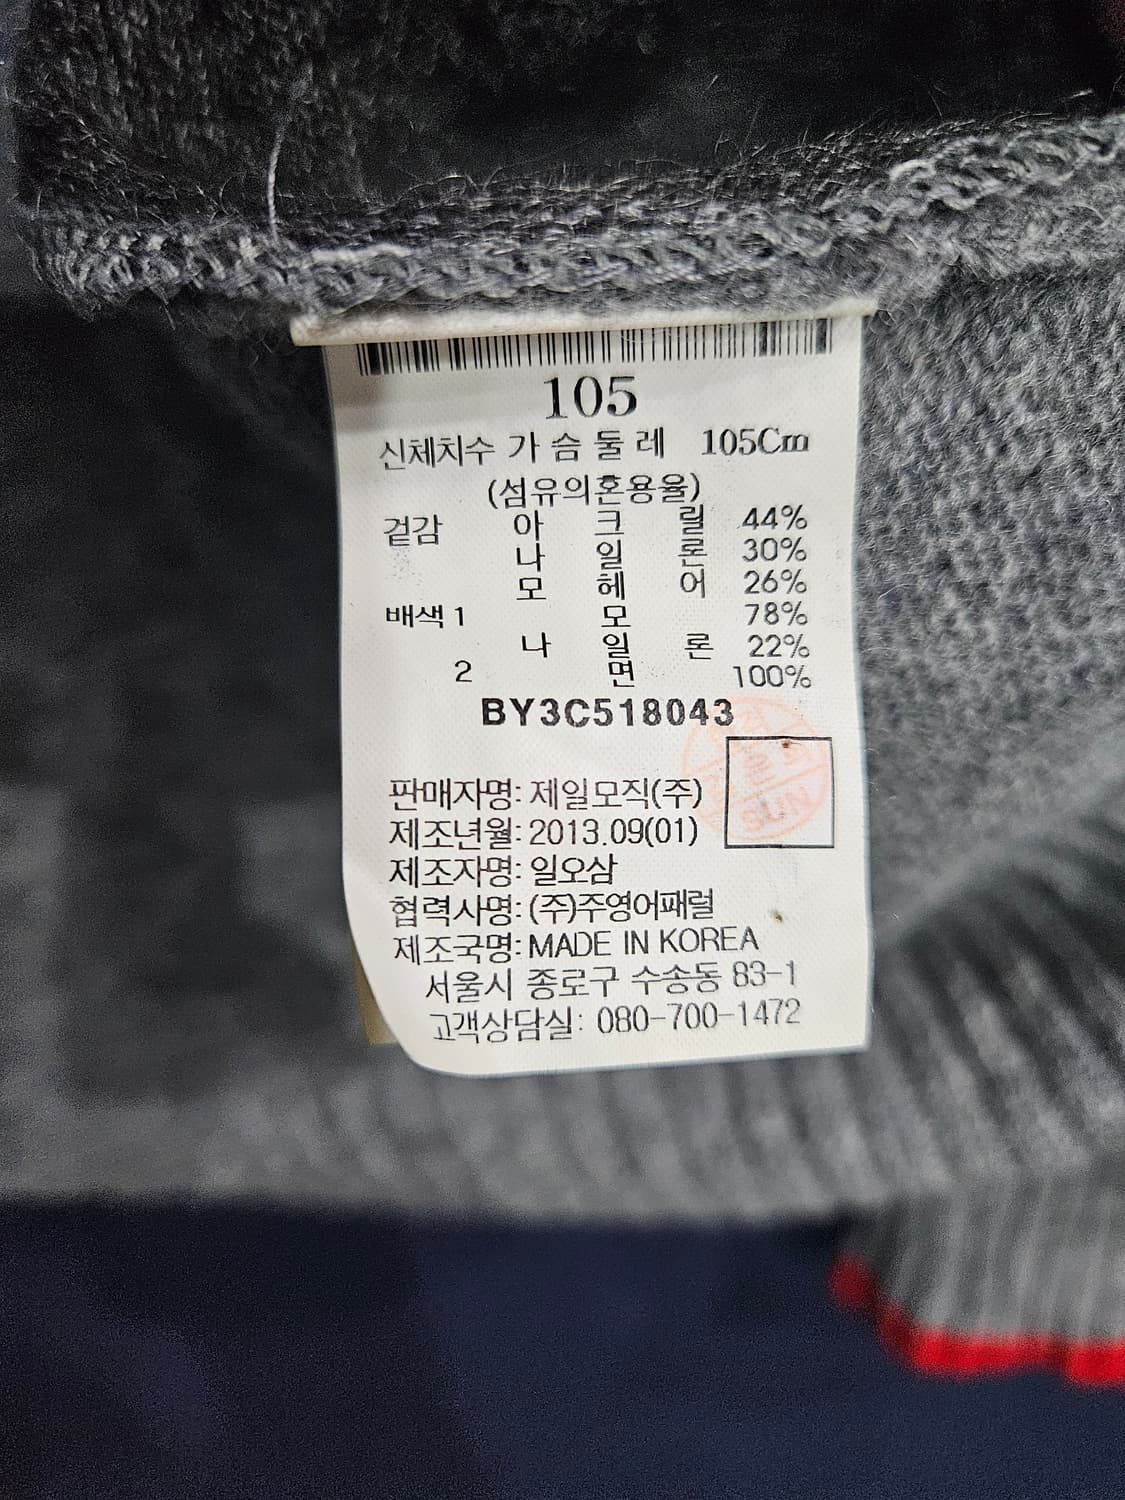 105
신체치수 가 슴 둘 레 105Cm
(섬유의혼용율)
겉감 아 크 릴 44%
나 일 론 30%
모 헤 어 26%
배색 1 모 78%
나 일 론 22%
2 면 100%
BY3C518043
판매자명: 제일모직(주)
제조년월: 2013.09(01)
제조자명: 일오삼
협력사명: (주)주영어패럴
제조국명: MADE IN KOREA
서울시 종로구 수송동 83-1
고객상담실: 080-700-1472
SUN